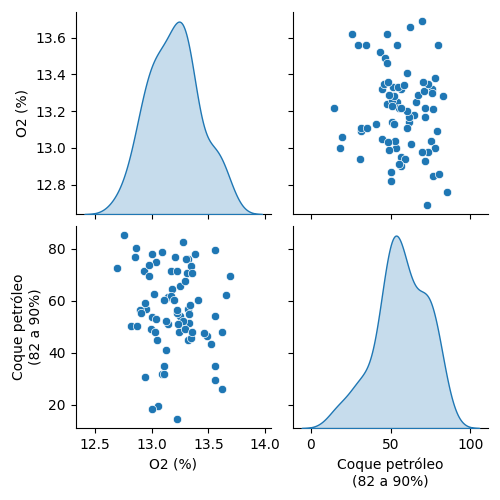 13.6
13.4
13.2
13.0
12.8
O2 (%)
80
60
40
20
Coque petróleo
(82 a 90%)
12.5 13.0 13.5 14.0
O2 (%)
0 50 100
Coque petróleo
(82 a 90%)